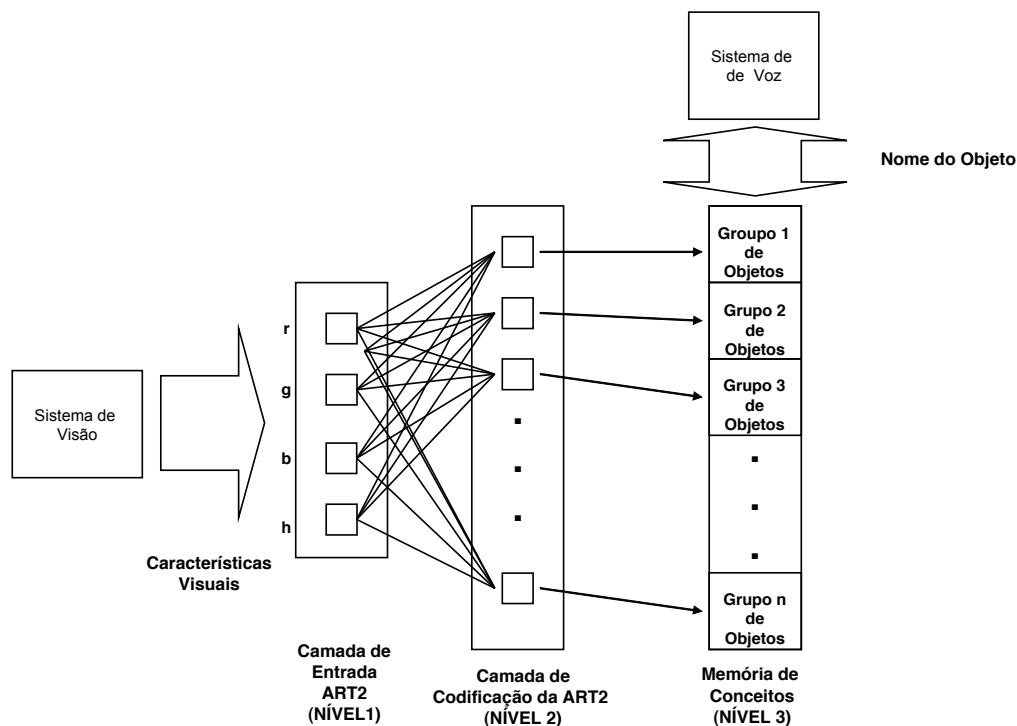 Sistema de
de Voz
Nome do Objeto
Groupo 1
de
Objetos
Grupo 2
de
Objetos
Grupo 3
de
Objetos
Grupo n
de
Objetos
r
g
b
h
Sistema de
Visão
Características
Visuais
Camada de
Entrada
ART2
(NÍVEL1)
Camada de
Codificação da ART2
(NÍVEL 2)
Memória de
Conceitos
(NÍVEL 3)